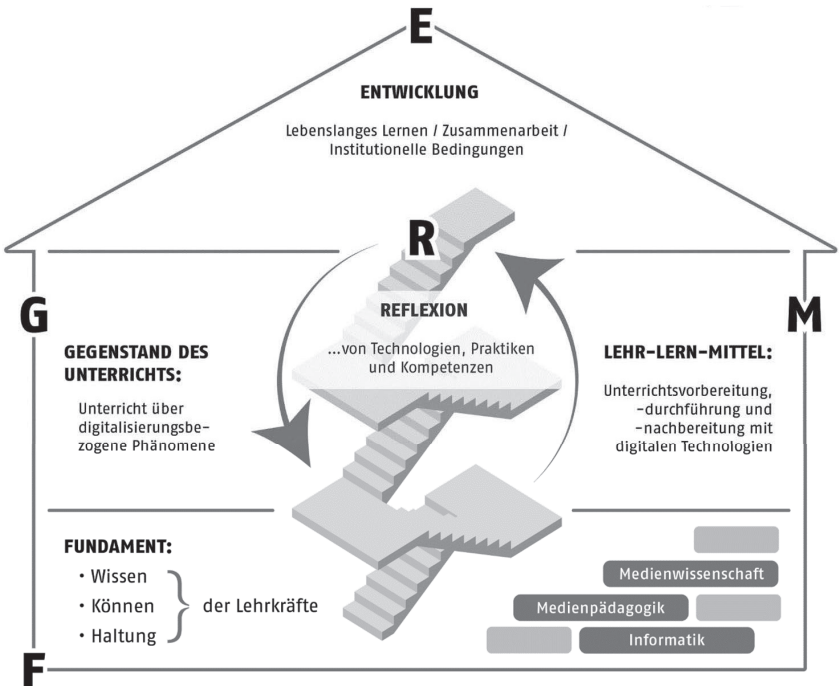 E
ENTWICKLUNG
Lebenslanges Lernen / Zusammenarbeit /
Institutionelle Bedingungen
R
REFLEXION
...von Technologien, Praktiken
und Kompetenzen
G
GEGENSTAND DES
UNTERRICHTS:
Unterricht über
digitalisierungsbe-
zogene Phänomene
M
LEHR-LERN-MITTEL:
Unterrichtsvorbereitung,
-durchführung und
-nachbereitung mit
digitalen Technologien
FUNDAMENT:
• Wissen
• Können
• Haltung
der Lehrkräfte
Medienwissenschaft
Medienpädagogik
Informatik
F